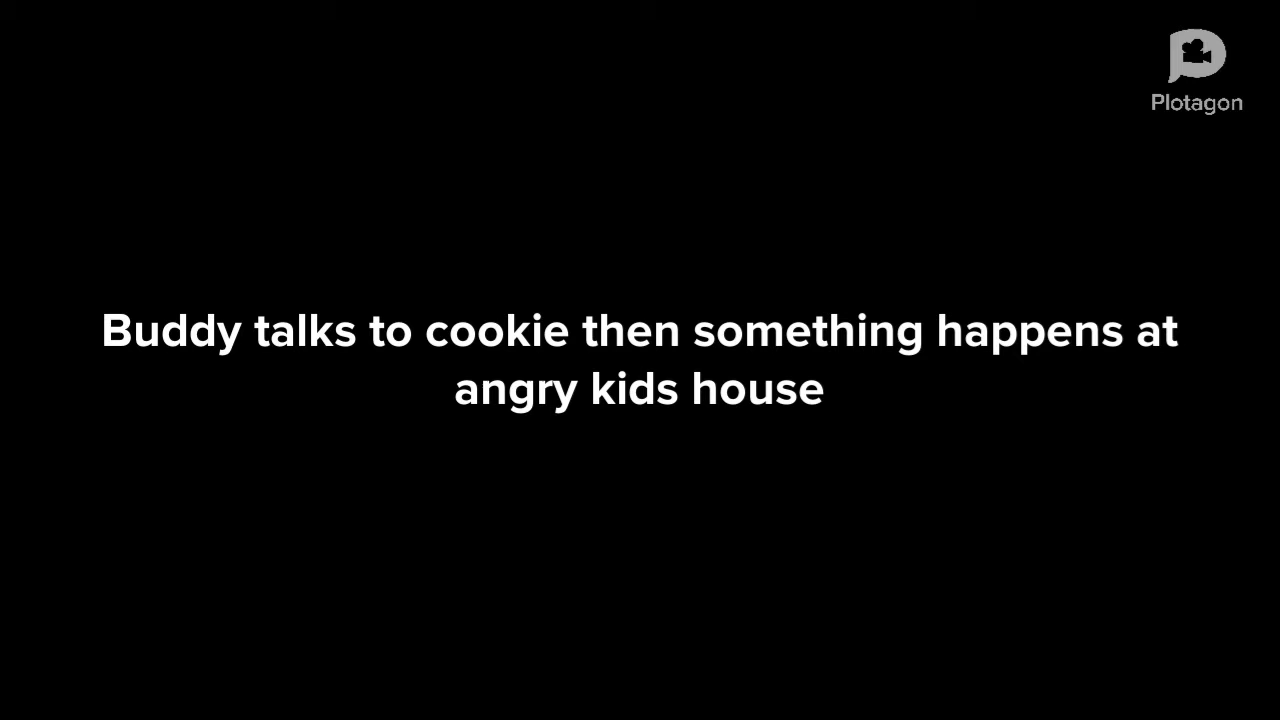 Plotagon
Buddy talks to cookie then something happens at
angry kids house